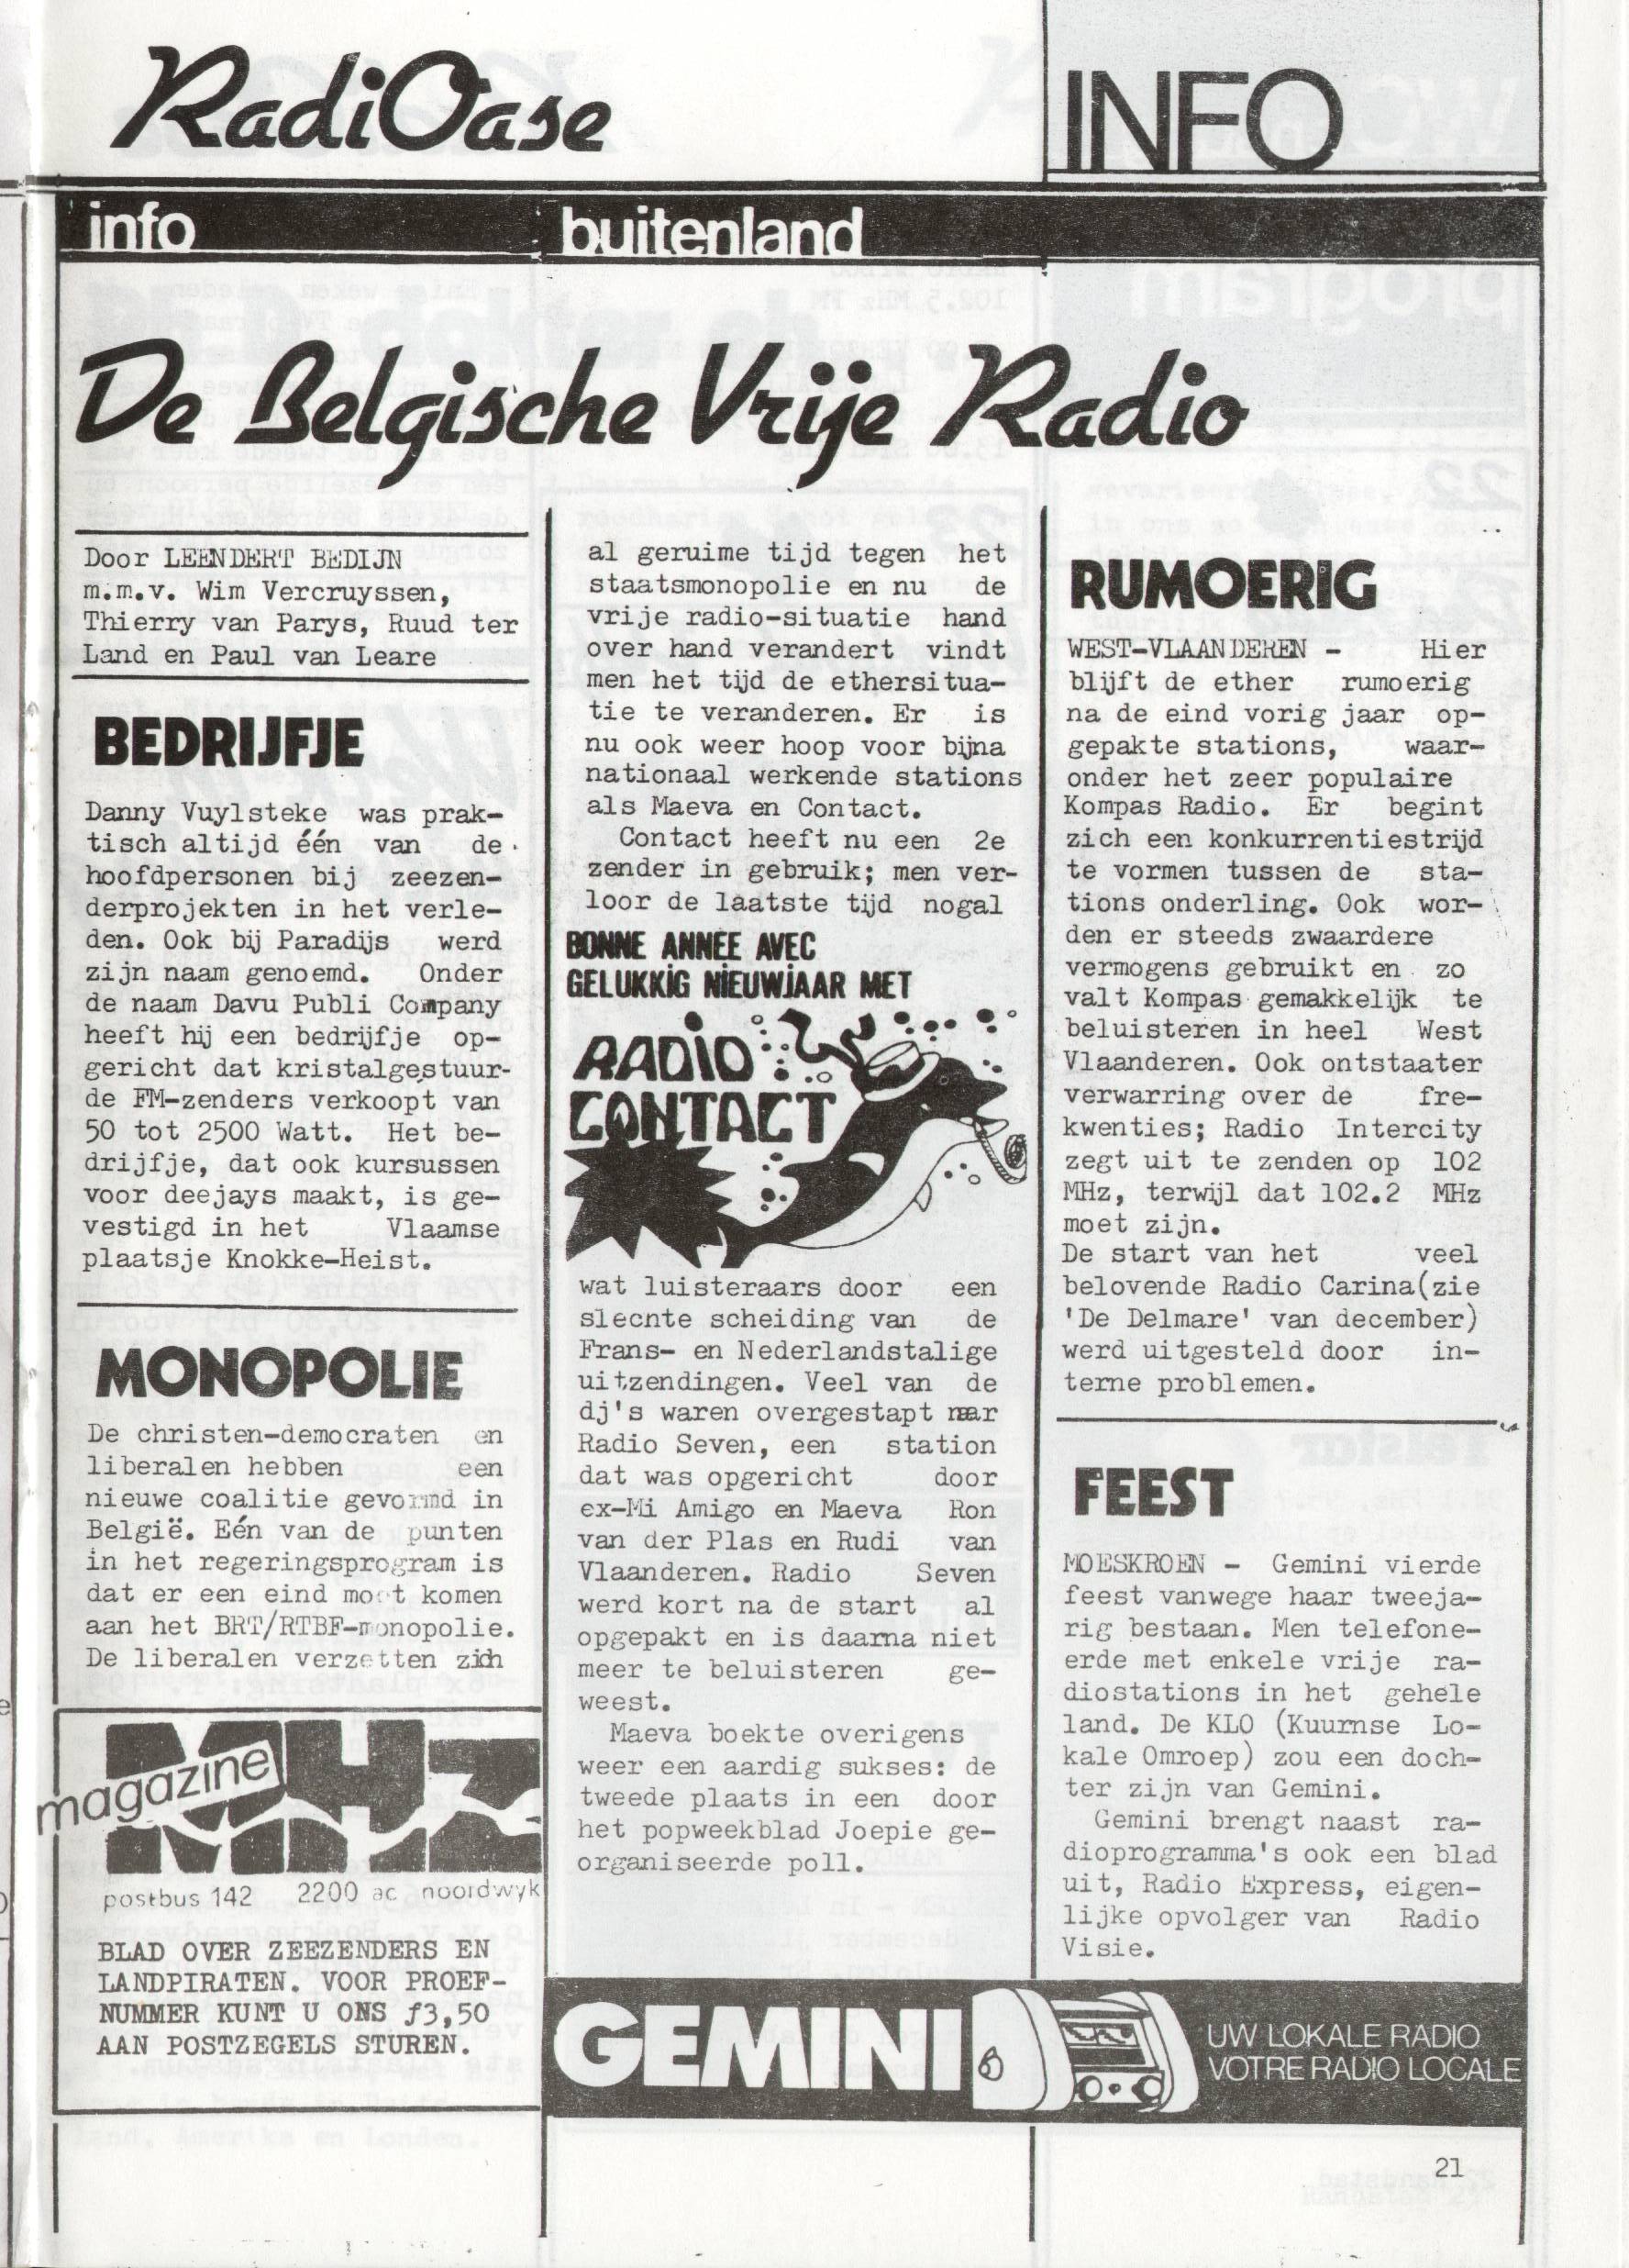 RadiOase
INFO
info
buitenland
De Belgische Vrije Radio
Door LEENDERT BEDIJN
m.m.v. Wim Vercruyssen,
Thierry van Parys, Ruud ter
Land en Paul van Leare
BEDRIJFJE
Danny Vuylsteke was prak-
tisch altijd één van de
hoofdpersonen bij zeezen-
derprojekten in het verle-
den. Ook bij Paradijs werd
zijn naam genoemd. Onder
de naam Davu Publi Company
heeft hij een bedrijfje op-
gericht dat kristalgestuur-
de FM-zenders verkoopt van
50 tot 2500 Watt. Het be-
drijfje, dat ook kursussen
voor deejays maakt, is ge-
vestigd in het Vlaamse
plaatsje Knokke-Heist.
MONOPOLIE
De christen-democraten en
liberalen hebben een
nieuwe coalitie gevormd in
België. Eén van de punten
in het regeringsprogram is
dat er een eind moet komen
aan het BRT/RTBF-monopolie.
De liberalen verzetten zich
magazine
MHz
postbus 142 2200 ac noordwyk
BLAD OVER ZEEZENDERS EN
LANDPIRATEN. VOOR PROEF-
NUMMER KUNT U ONS ƒ3,50
AAN POSTZEGELS STUREN.
al geruime tijd tegen het
staatsmonopolie en nu de
vrije radio-situatie hand
over hand verandert vindt
men het tijd de ethersitua-
tie te veranderen. Er is
nu ook weer hoop voor bijna
nationaal werkende stations
als Maeva en Contact.
Contact heeft nu een 2e
zender in gebruik; men ver-
loor de laatste tijd nogal
BONNE ANNEE AVEC
GELUKKIG NIEUWJAAR MET
RADIO
CONTACT
wat luisteraars door een
slecnte scheiding van de
Frans- en Nederlandstalige
uitzendingen. Veel van de
dj's waren overgestapt naar
Radio Seven, een station
dat was opgericht door
ex-Mi Amigo en Maeva Ron
van der Plas en Rudi van
Vlaanderen. Radio Seven
werd kort na de start al
opgepakt en is daarna niet
meer te beluisteren ge-
weest.
Maeva boekte overigens
weer een aardig sukses: de
tweede plaats in een door
het popweekblad Joepie ge-
organiseerde poll.
RUMOERIG
WEST-VLAANDEREN - Hier
blijft de ether rumoerig
na de eind vorig jaar op-
gepakte stations, waar-
onder het zeer populaire
Kompas Radio. Er begint
zich een konkurrentiestrijd
te vormen tussen de sta-
tions onderling. Ook wor-
den er steeds zwaardere
vermogens gebruikt en zo
valt Kompas gemakkelijk te
beluisteren in heel West
Vlaanderen. Ook ontstaater
verwarring over de fre-
kwenties; Radio Intercity
zegt uit te zenden op 102
MHz, terwijl dat 102.2 MHz
moet zijn.
De start van het veel
belovende Radio Carina(zie
'De Delmare' van december)
werd uitgesteld door in-
terne problemen.
FEEST
MOESKROEN - Gemini vierde
feest vanwege haar tweeja-
rig bestaan. Men telefone-
erde met enkele vrije ra-
diostations in het gehele
land. De KLO (Kuurnse Lo-
kale Omroep) zou een doch-
ter zijn van Gemini.
Gemini brengt naast ra-
dioprogramma's ook een blad
uit, Radio Express, eigen-
lijke opvolger van Radio
Visie.
GEMINI
UW LOKALE RADIO
VOTRE RADIO LOCALE
21